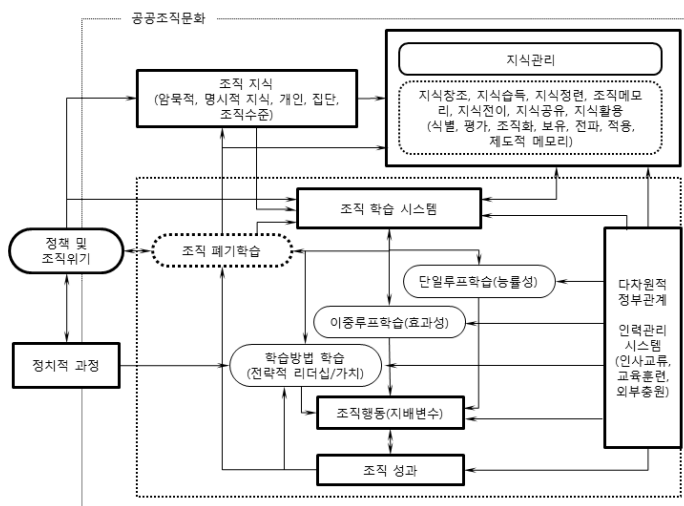 공공조직문화
조직 지식
(암묵적, 명시적 지식, 개인, 집단,
조직수준)
지식관리
지식창조, 지식습득, 지식정련, 조직메모
리, 지식전이, 지식공유, 지식활용
(식별, 평가, 조직화, 보유, 전파, 적용,
제도적 메모리)
조직 학습 시스템
정책 및
조직위기
조직 폐기학습
단일루프학습(능률성)
이중루프학습(효과성)
다차원적
정부관계
인력관리
시스템
(인사교류,
교육훈련,
외부충원)
정치적 과정
학습방법 학습
(전략적 리더십/가치)
조직행동(지배변수)
조직 성과